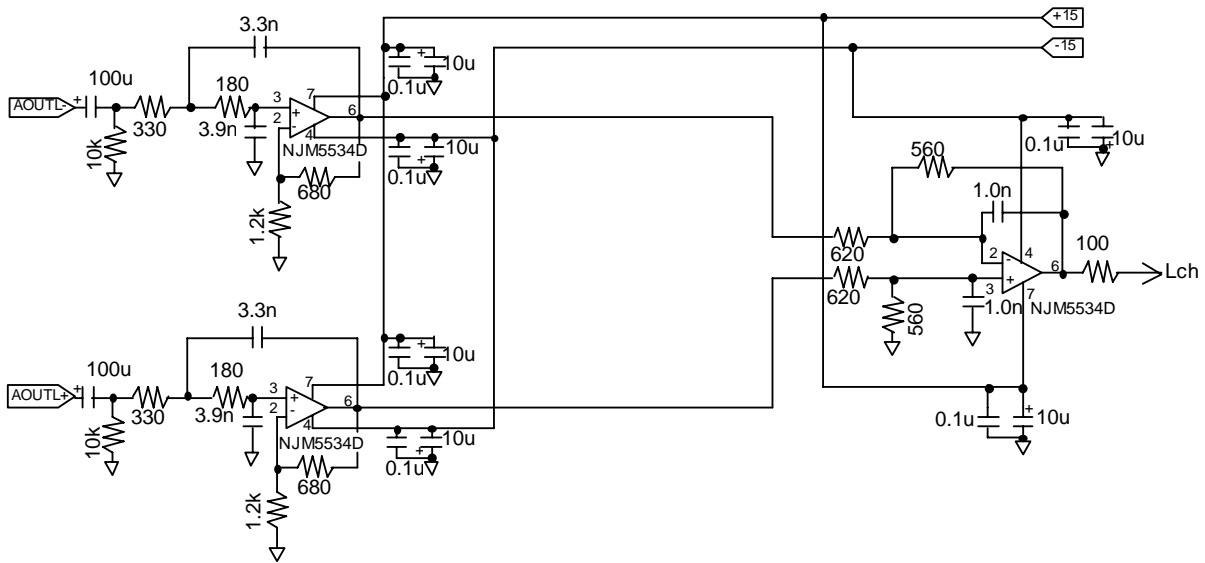 +15
-15
3.3n
10u
0.1u
100u
180
7
AOUTL-
+
330
3.9n
3
+
2
-
6
4
10k
NJM5534D
+
10u
0.1u
680
1.2k
+
0.1u
10u
+
560
1.0n
620
620
2
-
4
6
100
Lch
+
3
7
1.0n
NJM5534D
560
3.3n
+
10u
0.1u
100u
180
7
AOUTL+
+
330
3.9n
3
+
2
-
6
4
10k
NJM5534D
10u
0.1u
+
680
1.2k
+
0.1u
10u